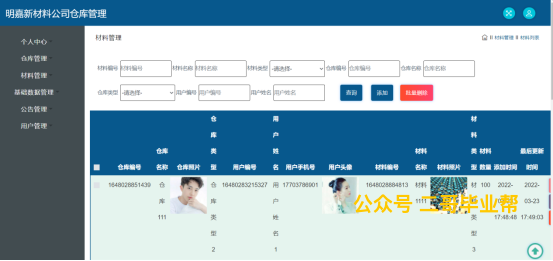 明嘉新材料公司仓库管理
个人中心
仓库管理
材料管理
基础数据管理
公告管理
用户管理
材料管理
材料管理 材料列表
材料编号 材料编号 材料名称 材料名称 材料类型 -请选择- 仓库编号 仓库编号 仓库名称 仓库名称
仓库类型 -请选择- 用户编号 用户编号 用户姓名 用户姓名 查询 添加 批量删除
仓库编号 仓库名称 仓库照片 仓库类型 用户编号 用户姓名 用户手机号 用户头像 材料编号 材料名称 材料照片 材料类型 材料数量 添加时间 最后更新时间
1648028851439 仓库111 仓库类型2 1648028321532​7 用户姓名1 17703786901 1648028884813 材料1111 材料类型3 100 2022-03-23 17:48:48 2022-03-23 17:49:03
公众号 二哥毕业帮